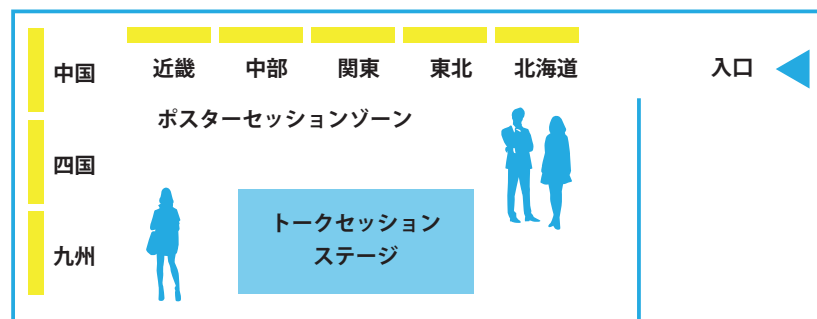 中国
近畿
中部
関東
東北
北海道
入口
ポスターセッションゾーン
四国
トークセッション
ステージ
九州